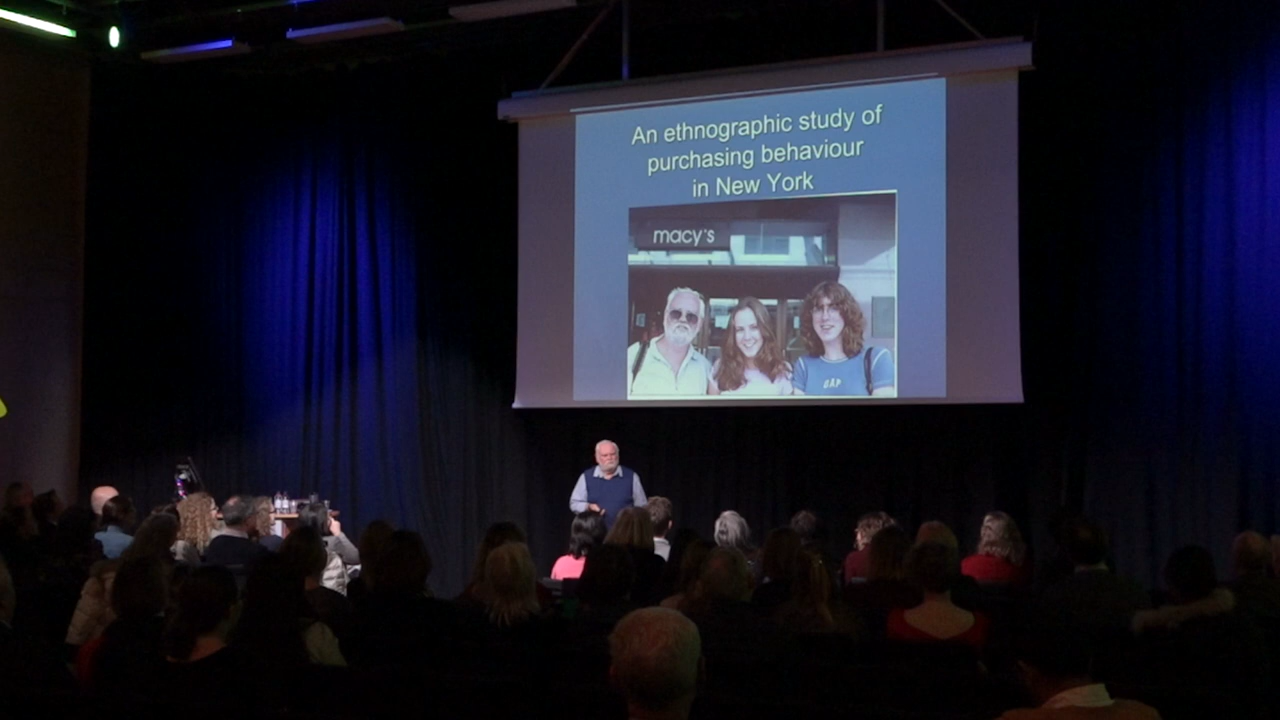 An ethnographic study of
purchasing behaviour
in New York
macy's
GAP